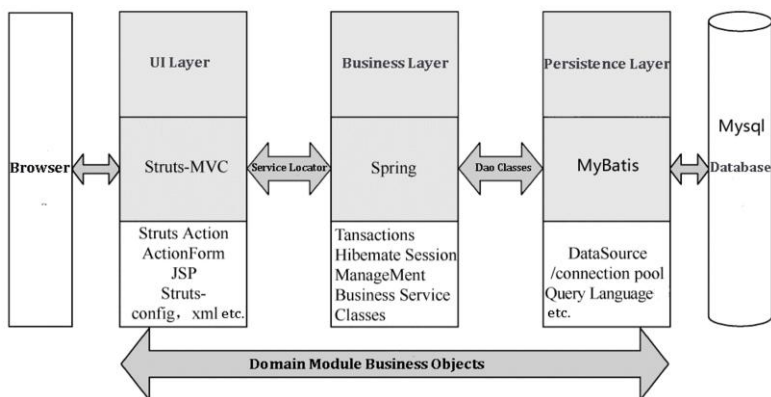 Browser
UI Layer
Struts-MVC
Struts Action
ActionForm
JSP
Struts-
config，xml etc.
Service Locator
Business Layer
Spring
Tansactions
Hibemate Session
ManageMent
Business Service
Classes
Dao Classes
Persistence Layer
MyBatis
DataSource
/connection pool
Query Language
etc.
Mysql
Database
Domain Module Business Objects